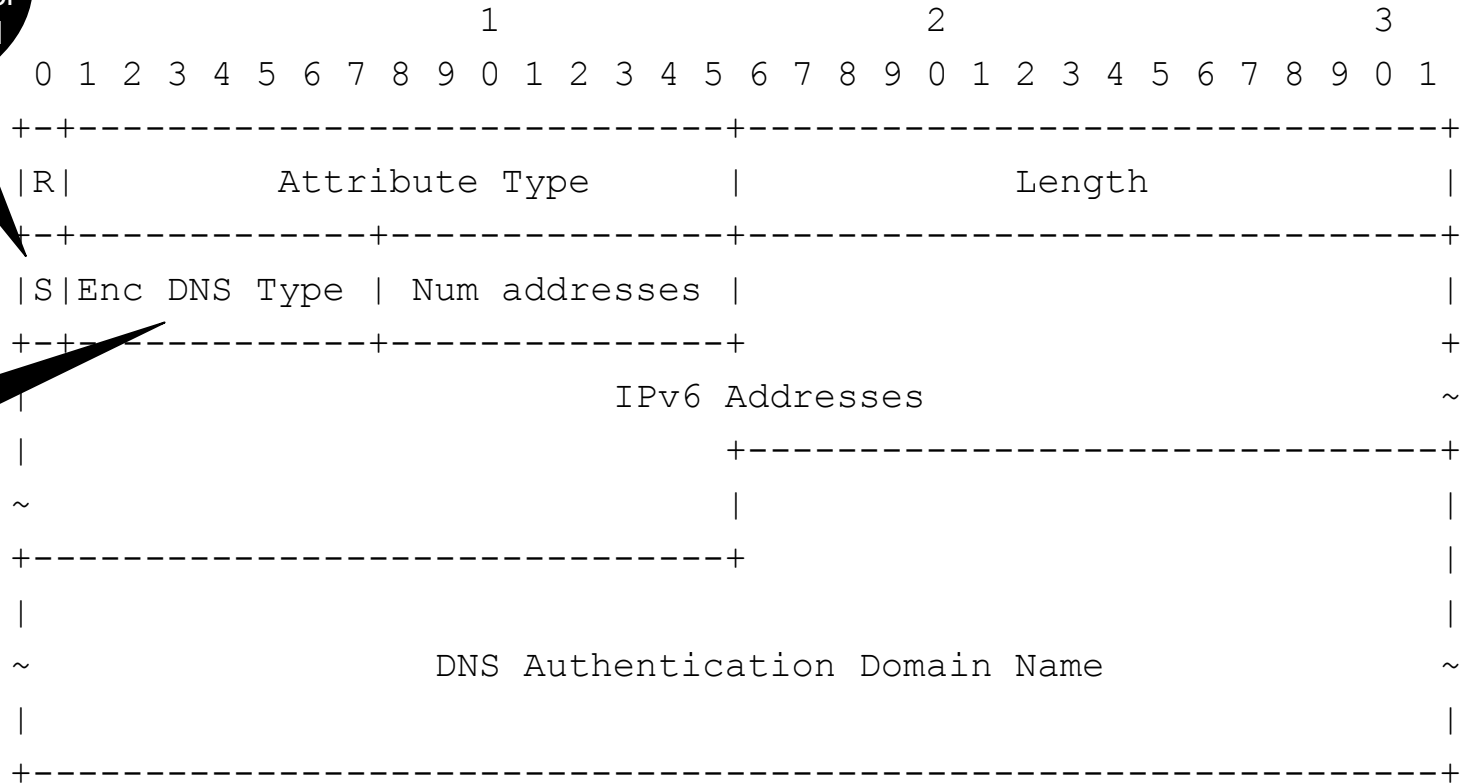 1                   2                   3
 0 1 2 3 4 5 6 7 8 9 0 1 2 3 4 5 6 7 8 9 0 1 2 3 4 5 6 7 8 9 0 1
+-+-----------------------------+-------------------------------+
|R|         Attribute Type      |            Length             |
+-+-------------+---------------+-------------------------------+
|S|Enc DNS Type | Num addresses |                               |
+-+-------------+---------------+                               +
|                          IPv6 Addresses                       ~
|                               +-------------------------------+
~                               |                               |
+-------------------------------+                               |
|                                                               |
~                  DNS Authentication Domain Name               ~
|                                                               |
+---------------------------------------------------------------+